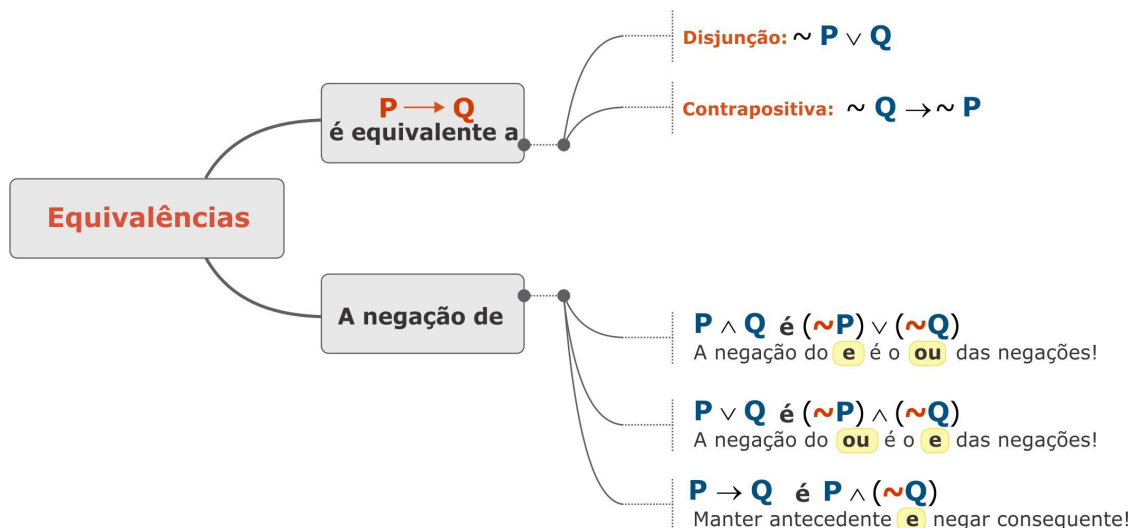 Equivalências
P → Q
é equivalente a
Disjunção: ~ P ∨ Q
Contrapositiva: ~ Q → ~ P
A negação de
P ∧ Q é (~P) ∨ (~Q)
A negação do e é o ou das negações!
P ∨ Q é (~P) ∧ (~Q)
A negação do ou é o e das negações!
P → Q é P ∧ (~Q)
Manter antecedente e negar consequente!